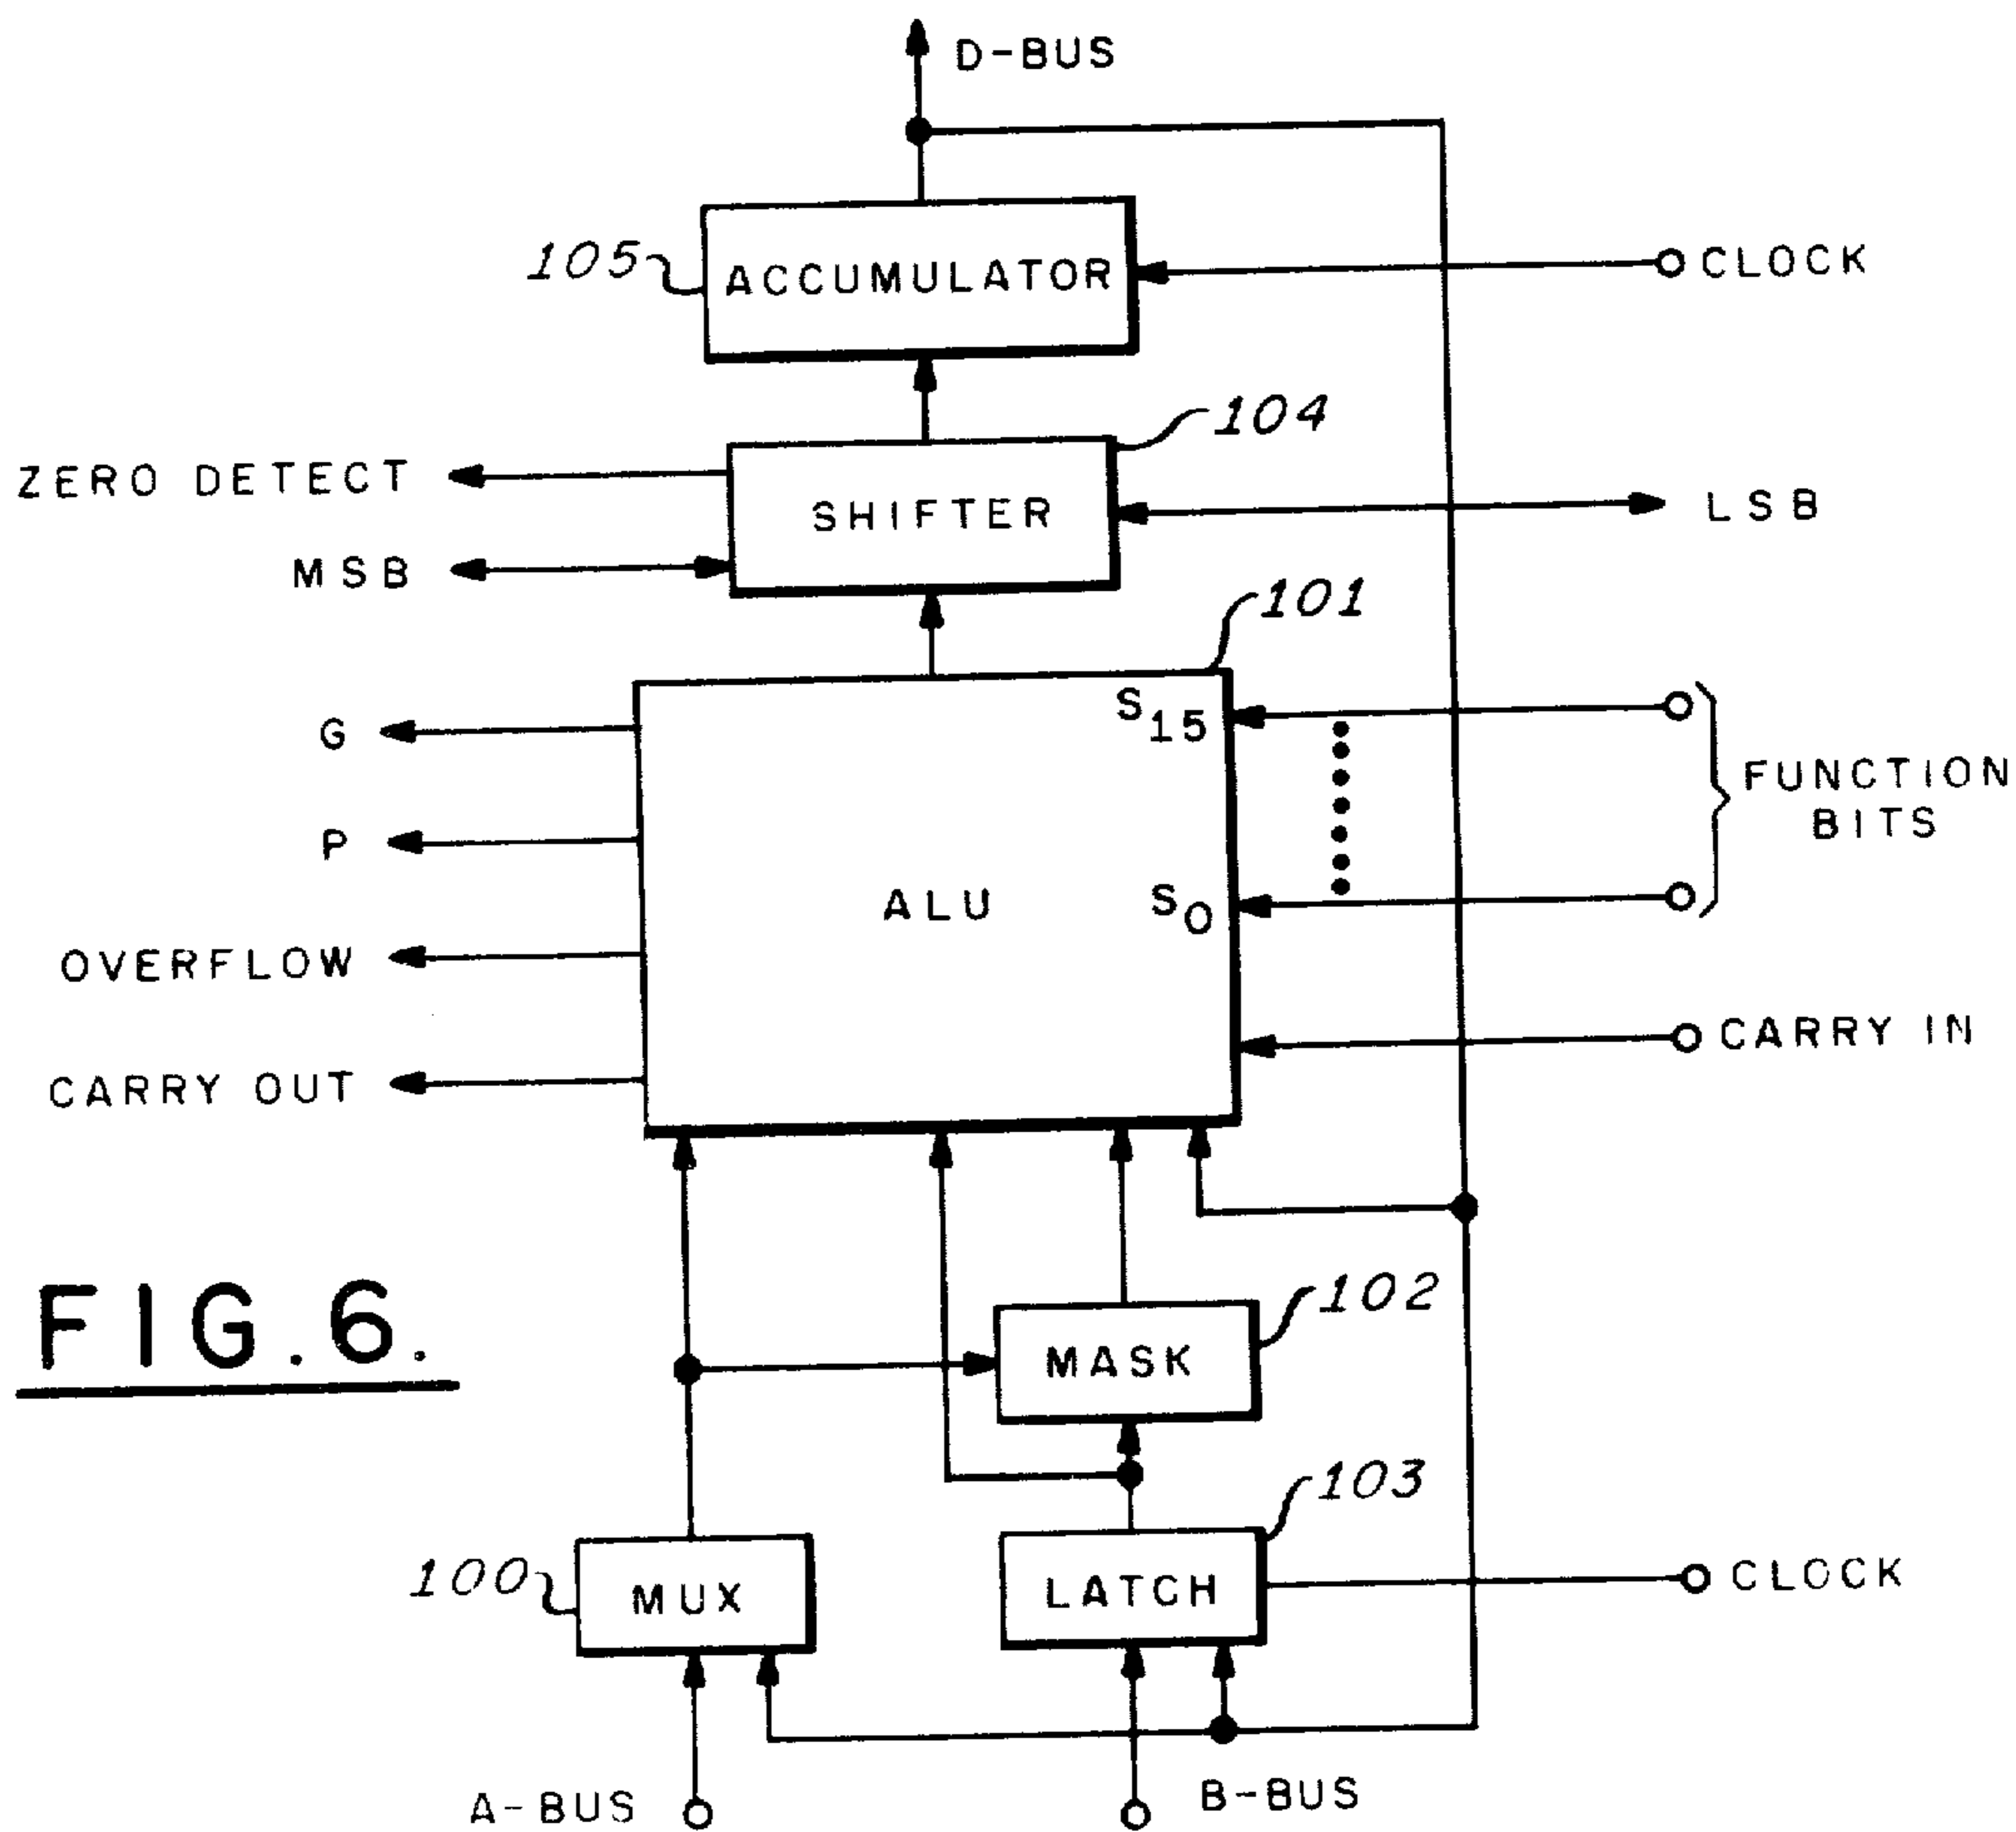 D-BUS
105
ACCUMULATOR
CLOCK
104
ZERO DETECT
SHIFTER
LSB
MSB
101
S15
G
FUNCTION
BITS
P
ALU
S0
OVERFLOW
CARRY IN
CARRY OUT
102
FIG.6.
MASK
103
100
MUX
LATCH
CLOCK
A-BUS
B-BUS